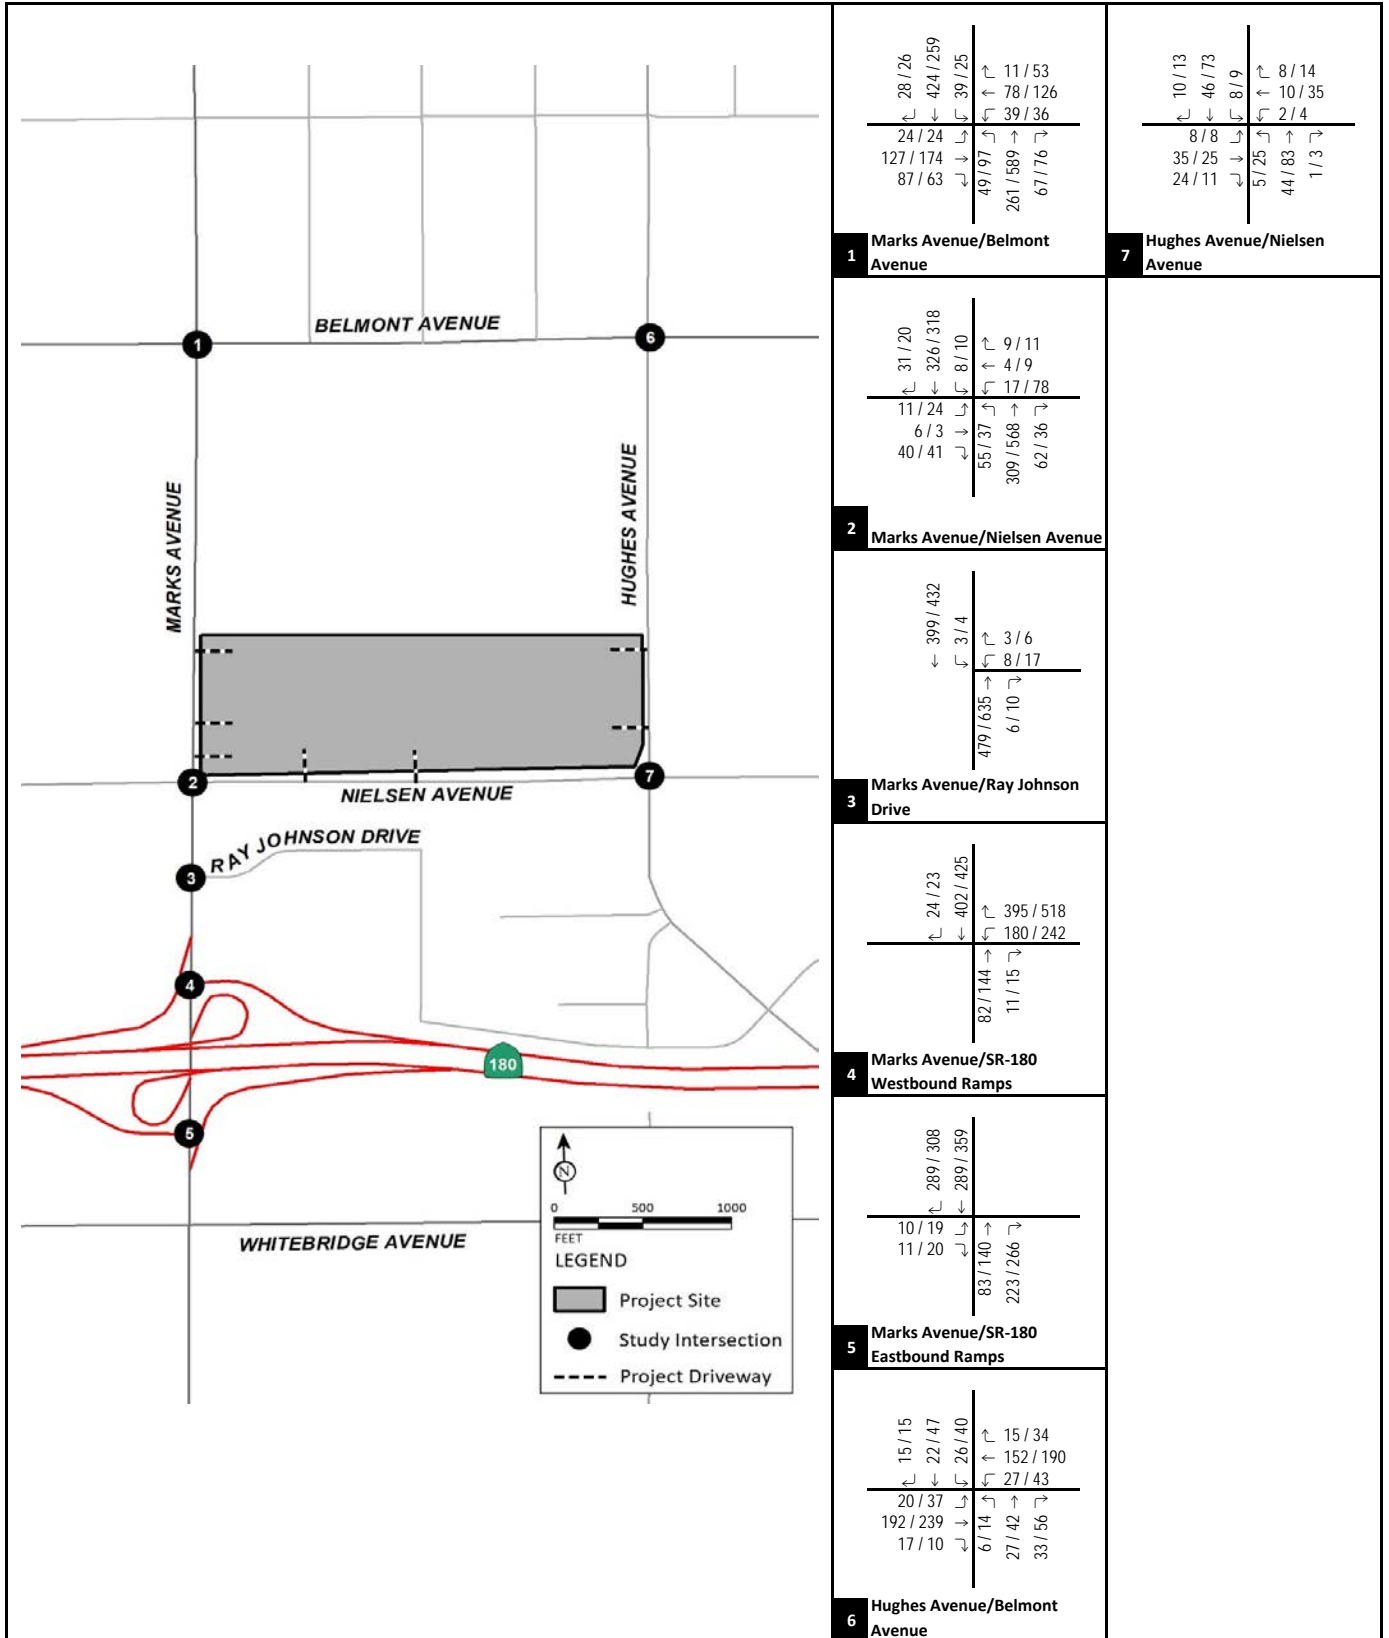 BELMONT AVENUE
MARKS AVENUE
HUGHES AVENUE
NIELSEN AVENUE
RAY JOHNSON DRIVE
WHITEBRIDGE AVENUE
1
6
2
7
3
4
5
180
N
0 500 1000
FEET
LEGEND
Project Site
Study Intersection
Project Driveway
28 / 26
424 / 259
39 / 25
11 / 53
78 / 126
39 / 36
24 / 24
127 / 174
87 / 63
49 / 97
261 / 589
67 / 76
1 Marks Avenue/Belmont
Avenue
10 / 13
46 / 73
8 / 9
8 / 14
10 / 35
2 / 4
8 / 8
35 / 25
24 / 11
5 / 25
44 / 83
1 / 3
7 Hughes Avenue/Nielsen
Avenue
31 / 20
326 / 318
8 / 10
9 / 11
4 / 9
17 / 78
11 / 24
6 / 3
40 / 41
55 / 37
309 / 568
62 / 36
2 Marks Avenue/Nielsen Avenue
399 / 432
3 / 4
3 / 6
8 / 17
479 / 635
6 / 10
3 Marks Avenue/Ray Johnson
Drive
24 / 23
402 / 425
395 / 518
180 / 242
82 / 144
11 / 15
4 Marks Avenue/SR-180
Westbound Ramps
289 / 308
289 / 359
10 / 19
11 / 20
83 / 140
223 / 266
5 Marks Avenue/SR-180
Eastbound Ramps
15 / 15
22 / 47
26 / 40
15 / 34
152 / 190
27 / 43
20 / 37
192 / 239
17 / 10
6 / 14
27 / 42
33 / 56
6 Hughes Avenue/Belmont
Avenue